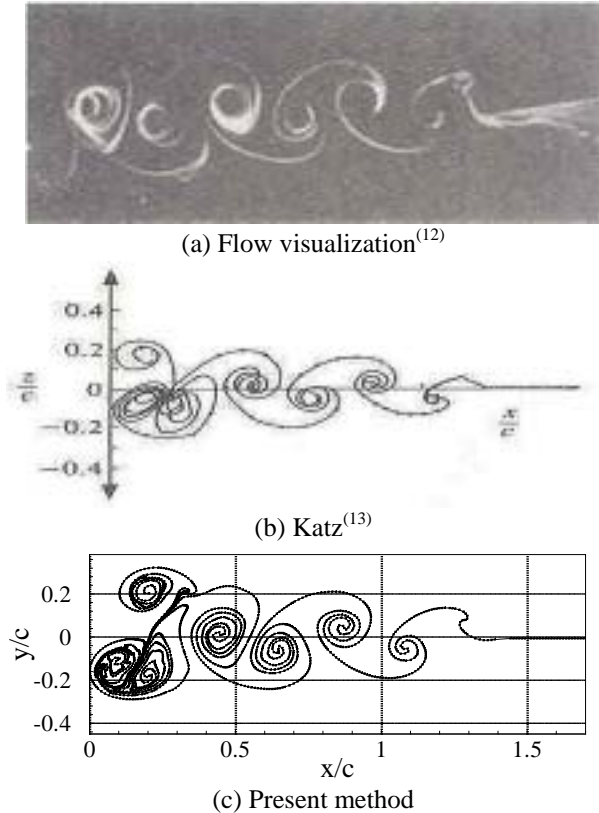 (a) Flow visualization(12)
0.4
0.2
0
−0.2
−0.4
x
c
(b) Katz(13)
y/c
0.2
0
-0.2
-0.4
0
0.5
1
1.5
x/c
(c) Present method